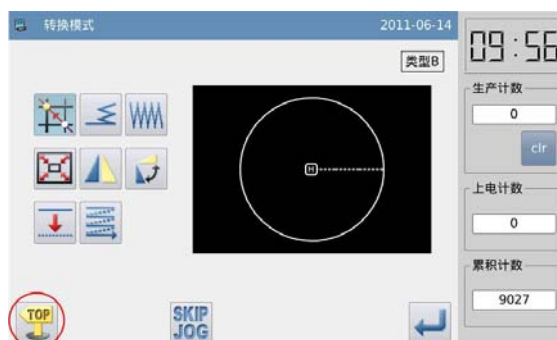 转换模式 2011-06-14
09:56
类型B
生产计数
0
clr
H
上电计数
0
累积计数
9027
TOP
SKIP
JOG